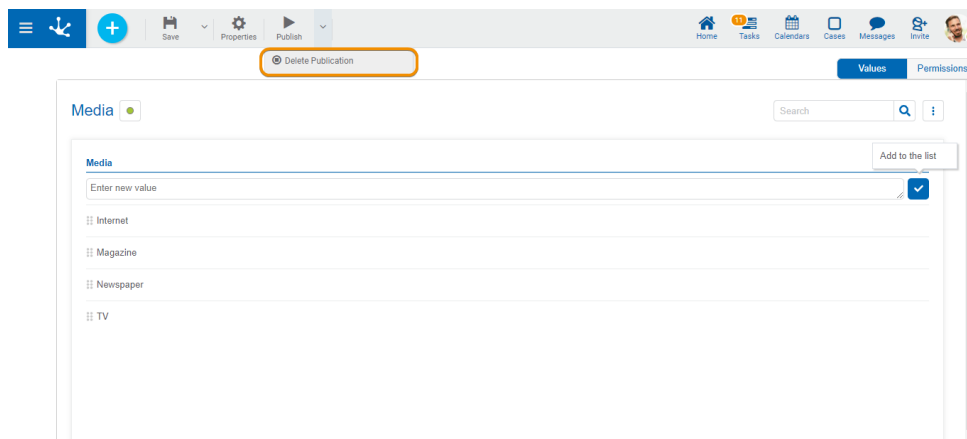 Save
Properties
Publish
Home
11
Tasks
Calendars
Cases
Messages
Invite
Delete Publication
Values
Permissions
Media
Search
Add to the list
Media
Enter new value
Internet
Magazine
Newspaper
TV